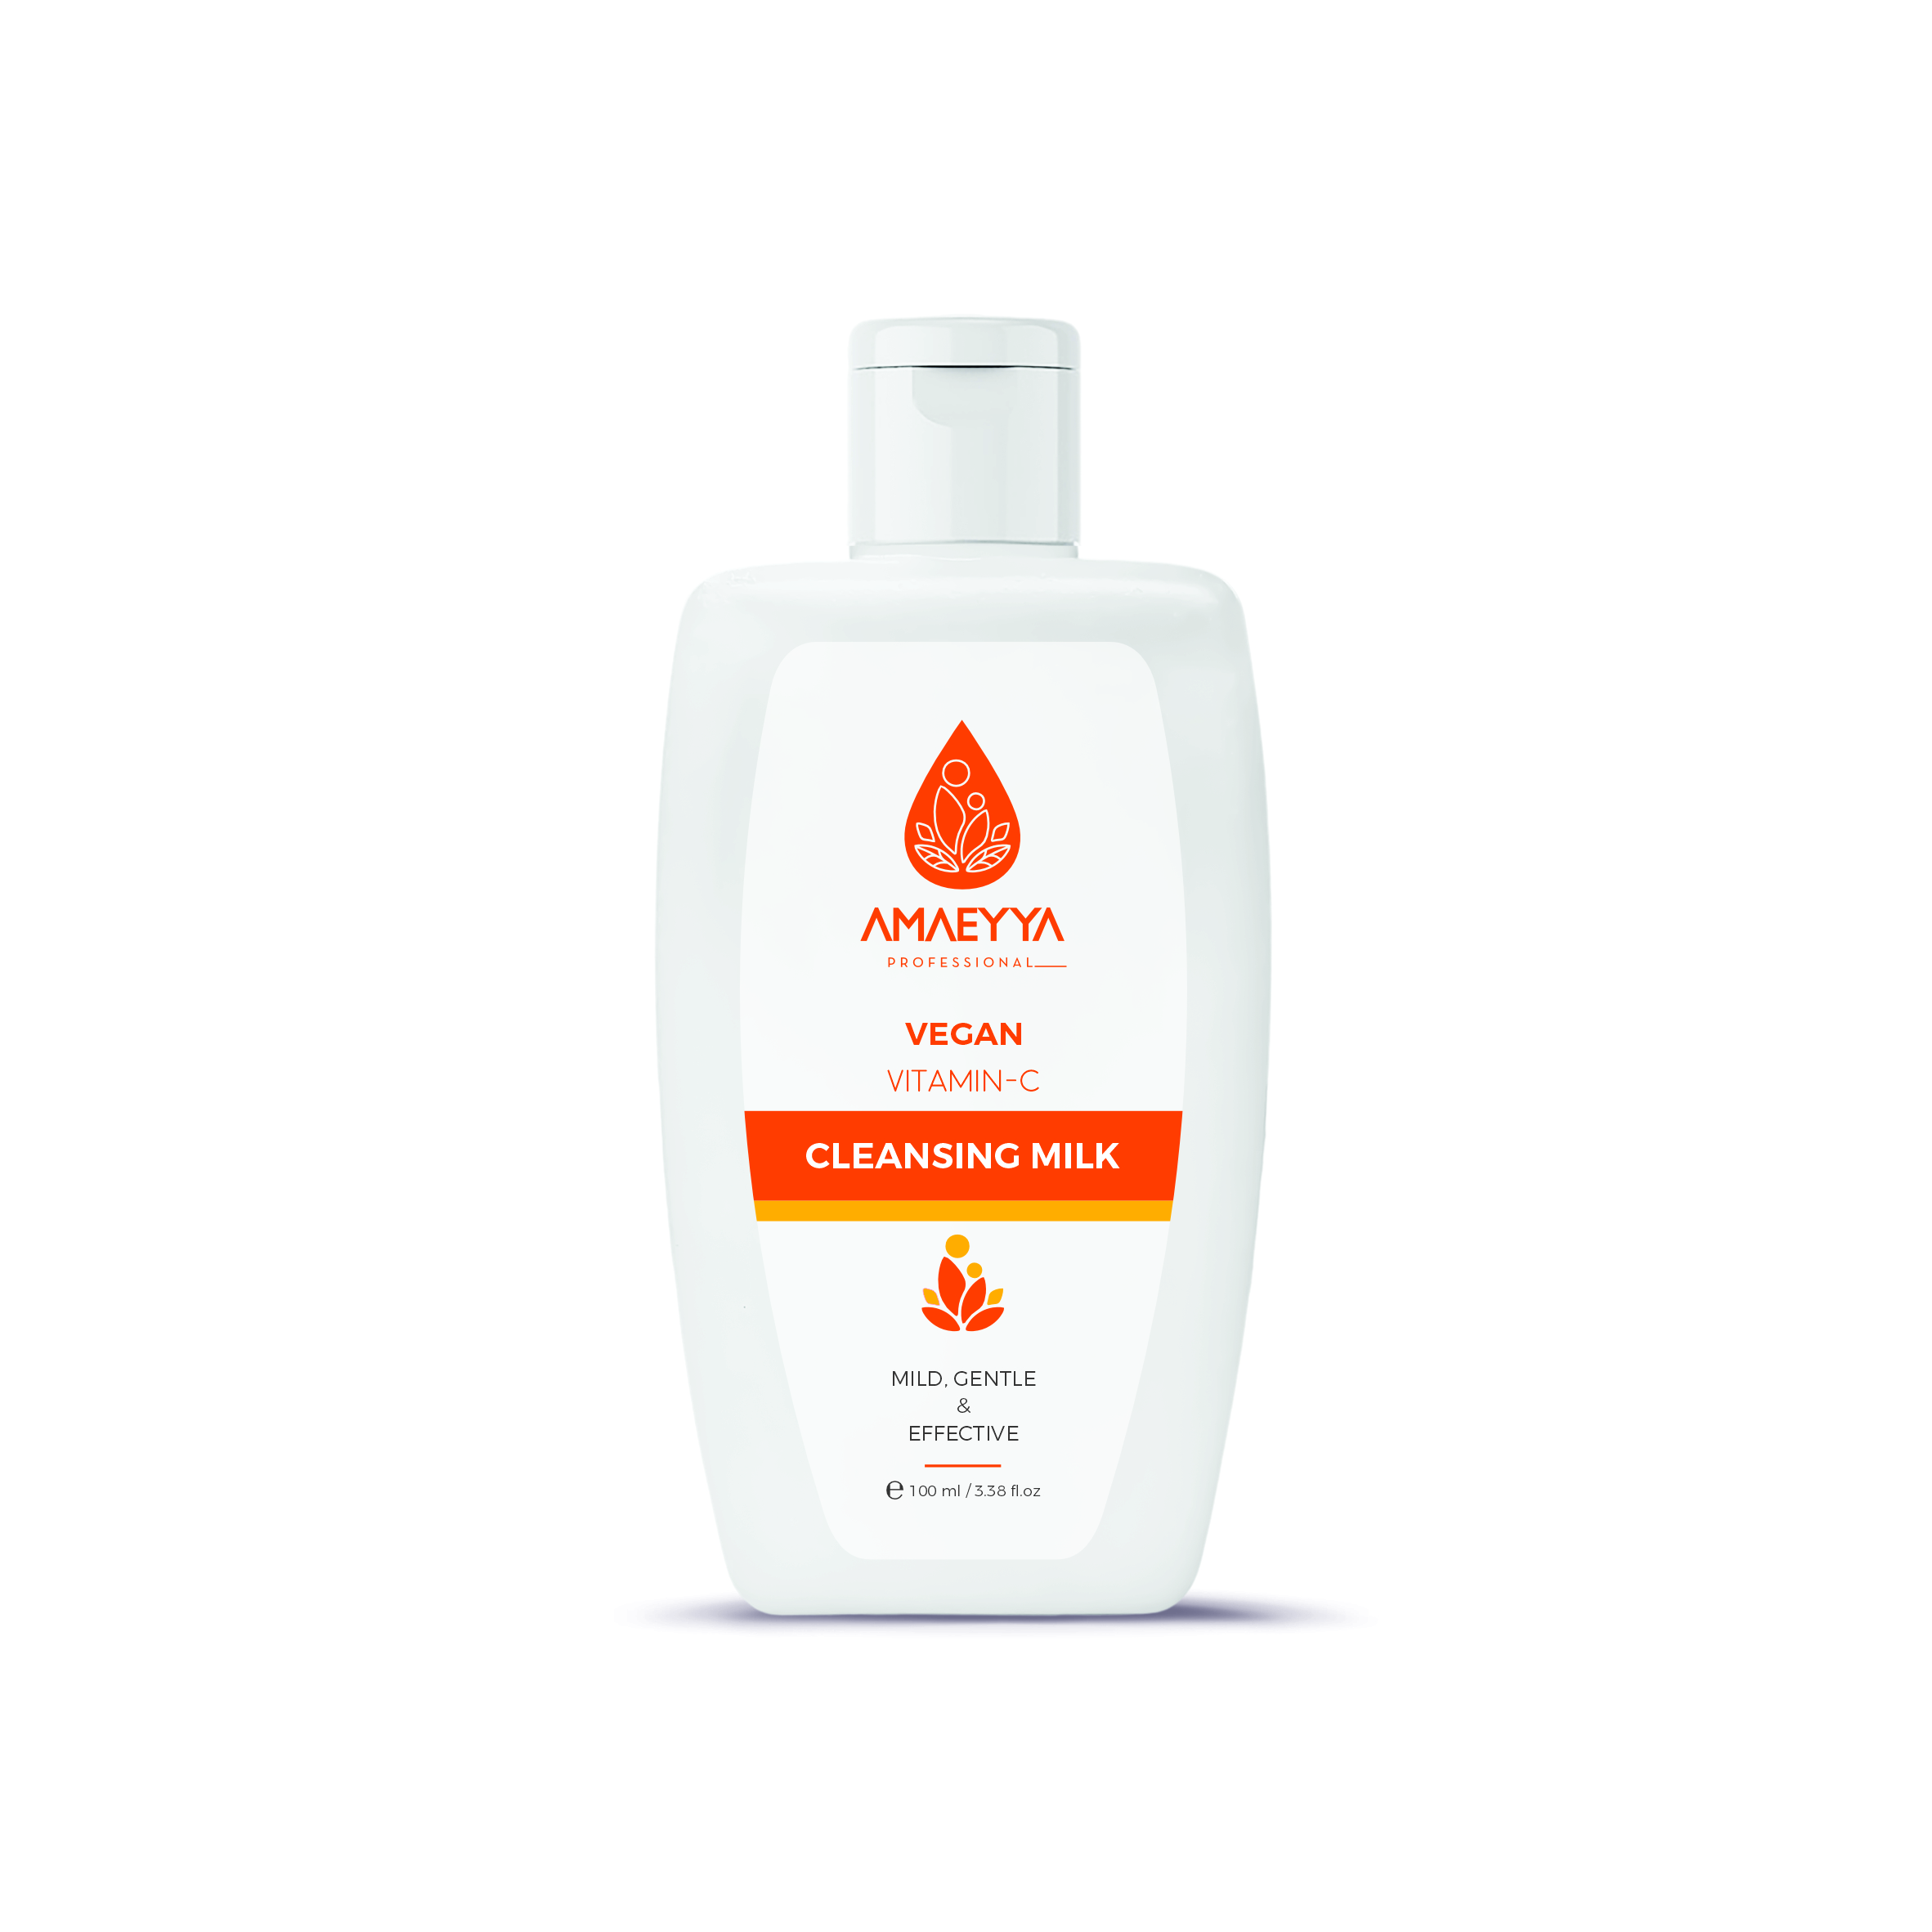 AMAEYYA
PROFESSIONAL
VEGAN
VITAMIN-C
CLEANSING MILK
MILD, GENTLE
&
EFFECTIVE
℮ 100 ml / 3.38 fl.oz